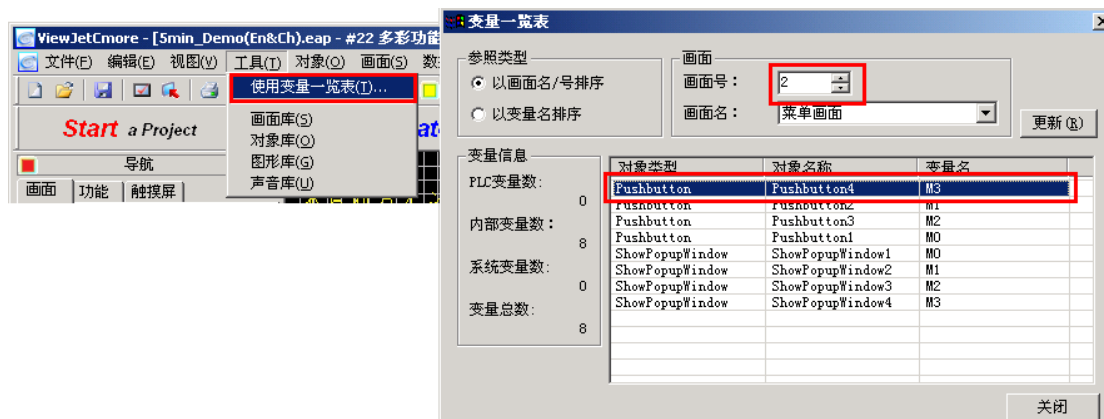 ViewJetCmore - [5min_Demo(En&Ch).eap - #22 多彩功能
文件(F) 编辑(E) 视图(V) 工具(T) 对象(O) 画面(S) 数
使用变量一览表(T)...
画面库(S)
对象库(O)
图形库(G)
声音库(U)
Start a Project
导航
画面 功能 触摸屏
变量一览表
参照类型
以画面名/号排序
以变量名排序
画面
画面号: 2
画面名: 菜单画面
更新(R)
变量信息
PLC变量数:
0
内部变量数:
8
系统变量数:
0
变量总数:
8
对象类型 对象名称 变量名
Pushbutton Pushbutton4 M3
Pushbutton Pushbutton2 M1
Pushbutton Pushbutton3 M2
Pushbutton Pushbutton1 M0
ShowPopupWindow ShowPopupWindow1 M0
ShowPopupWindow ShowPopupWindow2 M1
ShowPopupWindow ShowPopupWindow3 M2
ShowPopupWindow ShowPopupWindow4 M3
关闭